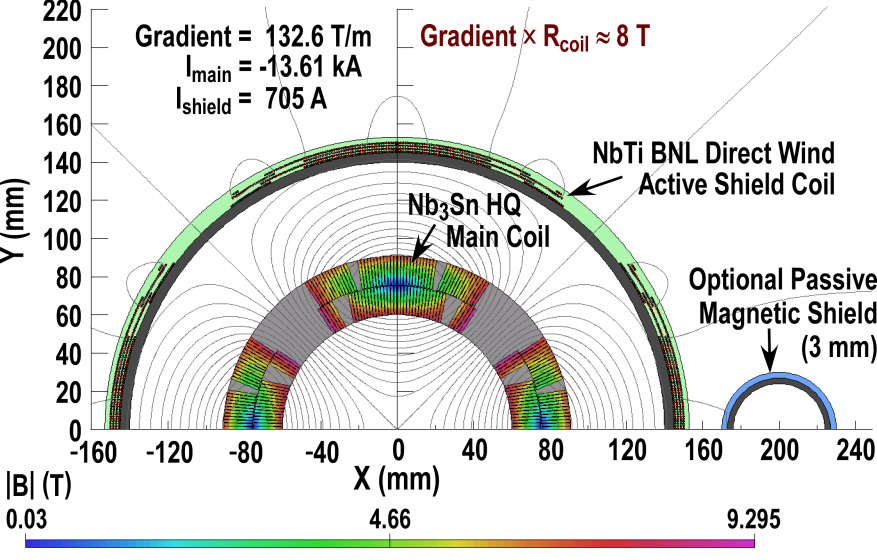 Gradient = 132.6 T/m
I_main = -13.61 kA
I_shield = 705 A
Gradient × R_coil ≈ 8 T
NbTi BNL Direct Wind
Active Shield Coil
Nb₃Sn HQ
Main Coil
Optional Passive
Magnetic Shield
(3 mm)
Y (mm)
220
200
180
160
140
120
100
80
60
40
20
0
-160 -120 -80 -40 0 40 80 120 160 200 240
X (mm)
|B| (T)
0.03 4.66 9.295